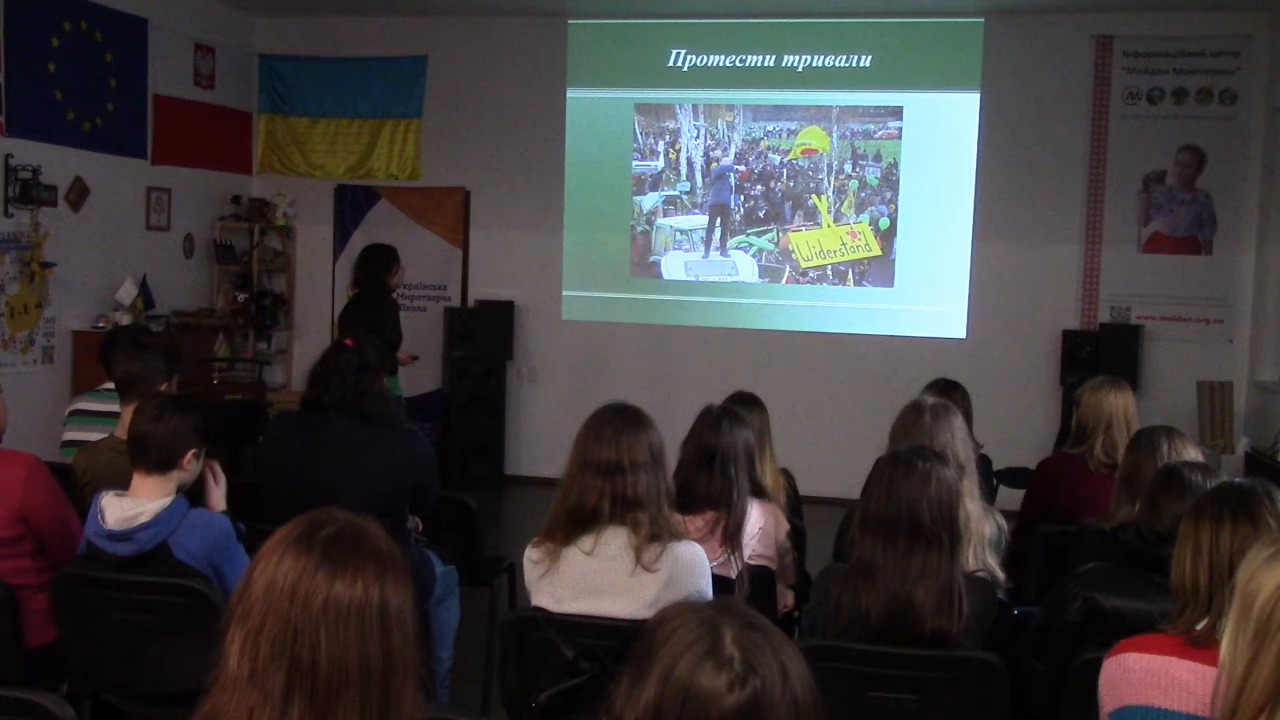 Протести тривали
Widerstand
Українська
Миротворча
Школа
Інформаційний центр
"Майдан Моніторинг"
www.maidan.org.ua